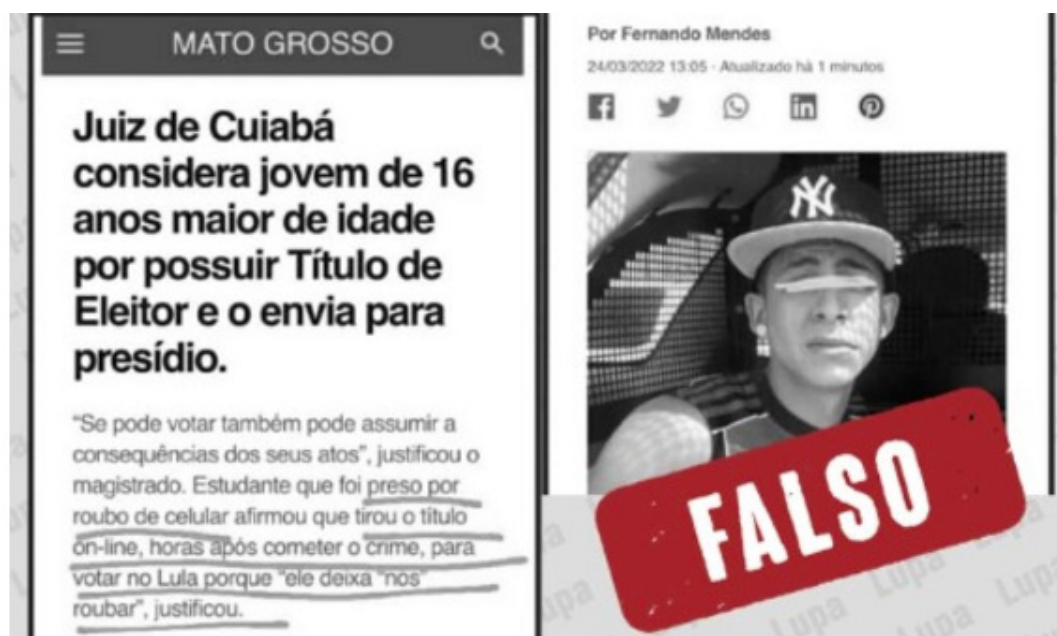 MATO GROSSO
Juiz de Cuiabá
considera jovem de 16
anos maior de idade
por possuir Título de
Eleitor e o envia para
presídio.
"Se pode votar também pode assumir a
consequências dos seus atos", justificou o
magistrado. Estudante que foi preso por
roubo de celular afirmou que tirou o título
on-line, horas após cometer o crime, para
votar no Lula porque "ele deixa "nós"
roubar", justificou.
Por Fernando Mendes
24/03/2022 13:05 · Atualizado há 1 minutos
NY
FALSO
Lupa
Lupa
Lupa